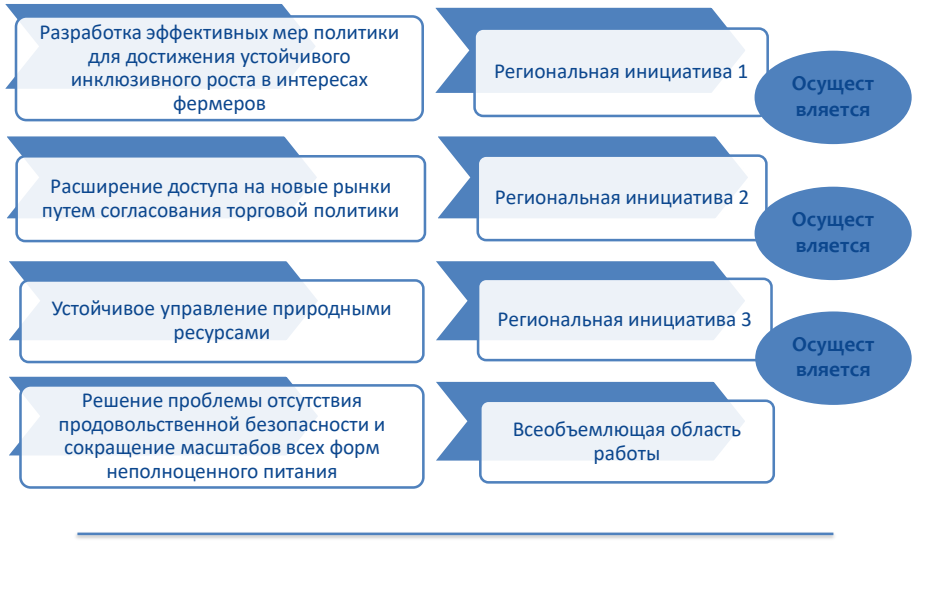 Разработка эффективных мер политики
для достижения устойчивого
инклюзивного роста в интересах
фермеров
Региональная инициатива 1
Осущест
вляется
Расширение доступа на новые рынки
путем согласования торговой политики
Региональная инициатива 2
Осущест
вляется
Устойчивое управление природными
ресурсами
Региональная инициатива 3
Осущест
вляется
Решение проблемы отсутствия
продовольственной безопасности и
сокращение масштабов всех форм
неполноценного питания
Всеобъемлющая область
работы